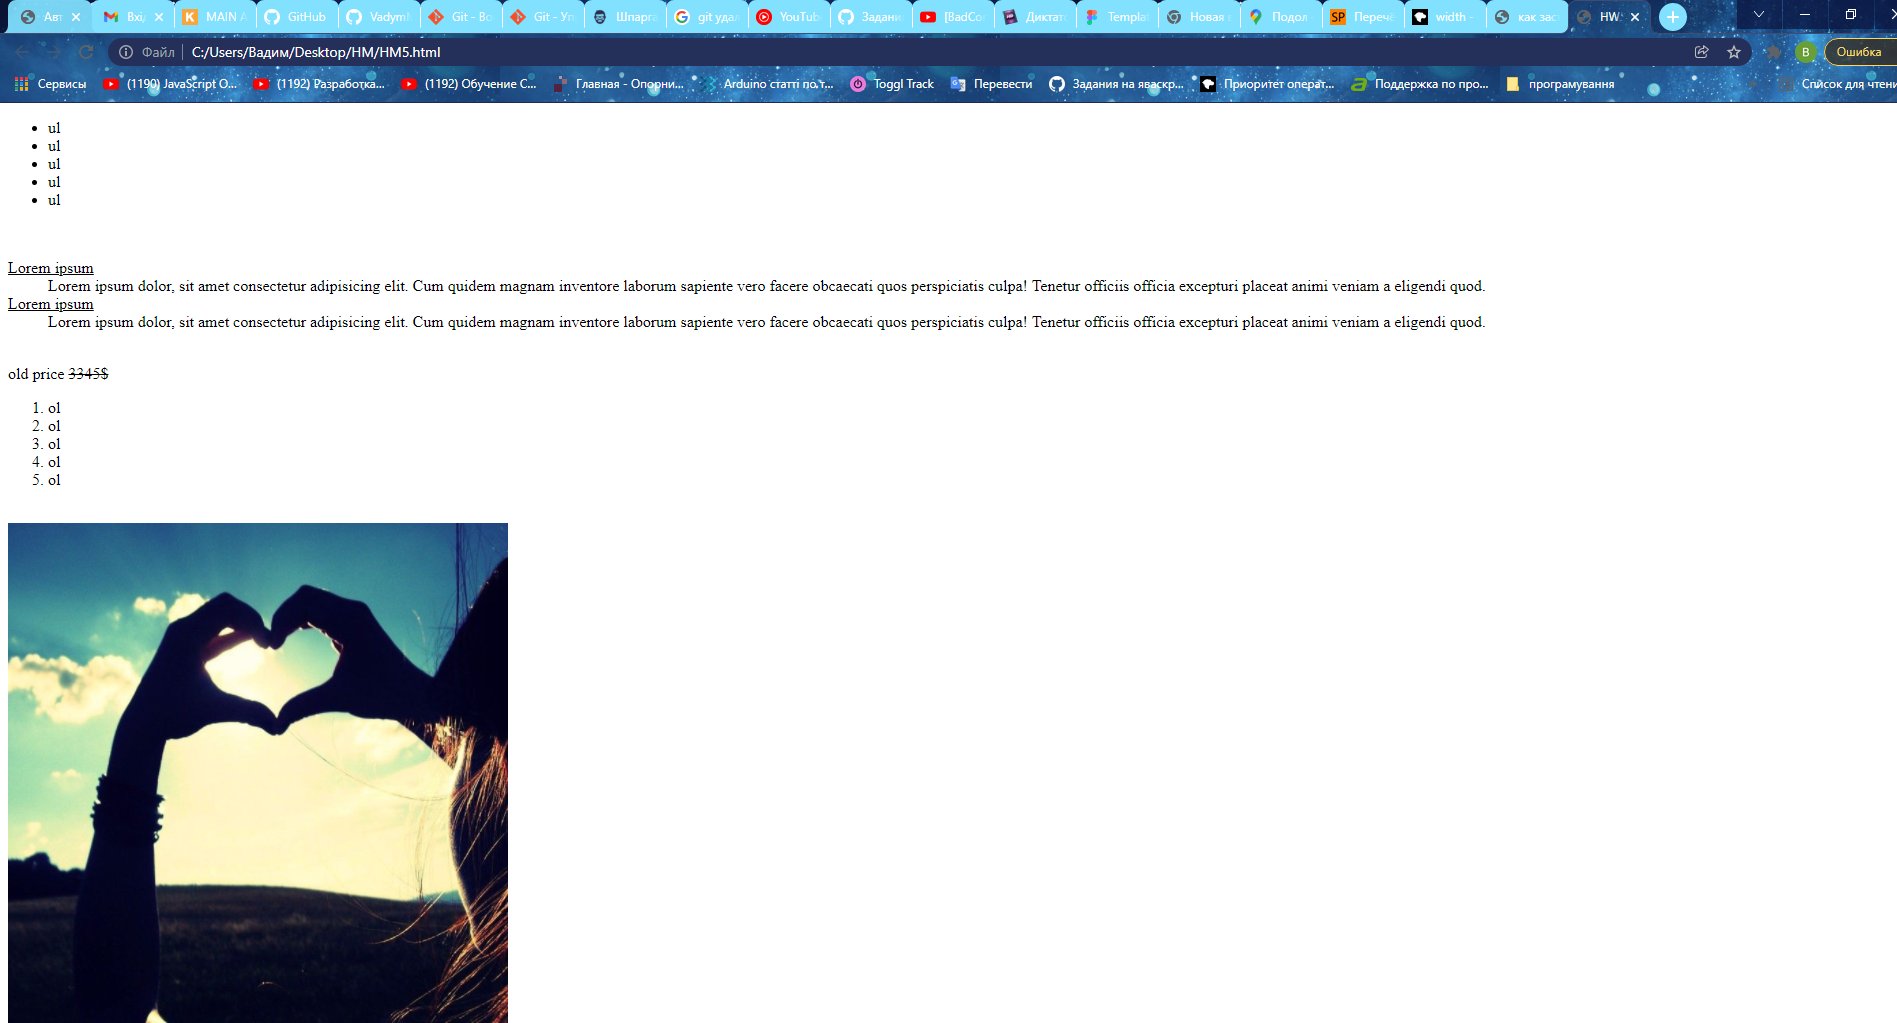 Авт
Вхі
MAIN A
GitHub
Vadym
Git - Во
Git - Уп
Шпарга
git удал
YouTub
Задани
[BadCo
Диктат
Templat
Новая
Подол
SP Перечё
width -
как зас
HW
Файл C:/Users/Вадим/Desktop/HM/HM5.html
B Ошибка
Сервисы (1190) JavaScript О... (1192) Разработка... (1192) Обучение С... Главная - Опорни... Arduino статті по т... Toggl Track Перевести Задания на яваскр... Приоритет операт... Поддержка по про... програмування Список для чтени
ul
ul
ul
ul
ul
Lorem ipsum
Lorem ipsum dolor, sit amet consectetur adipisicing elit. Cum quidem magnam inventore laborum sapiente vero facere obcaecati quos perspiciatis culpa! Tenetur officiis officia excepturi placeat animi veniam a eligendi quod.
Lorem ipsum
Lorem ipsum dolor, sit amet consectetur adipisicing elit. Cum quidem magnam inventore laborum sapiente vero facere obcaecati quos perspiciatis culpa! Tenetur officiis officia excepturi placeat animi veniam a eligendi quod.
old price 3345$
1. ol
2. ol
3. ol
4. ol
5. ol